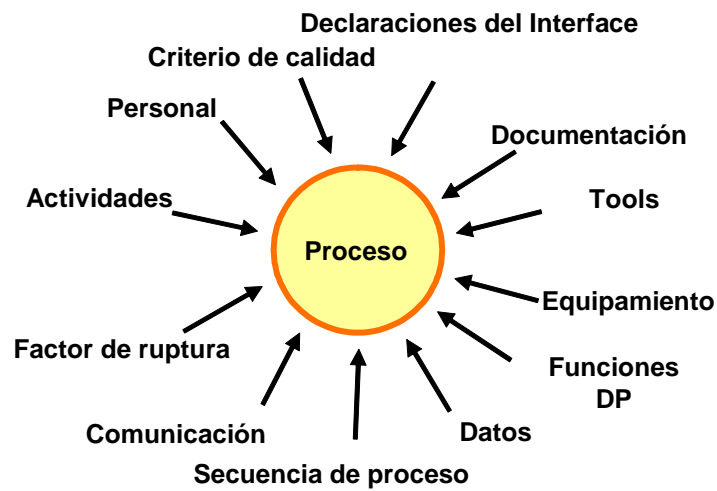 Declaraciones del Interface
Criterio de calidad
Personal
Documentación
Actividades
Tools
Proceso
Equipamiento
Factor de ruptura
Funciones
DP
Comunicación
Datos
Secuencia de proceso